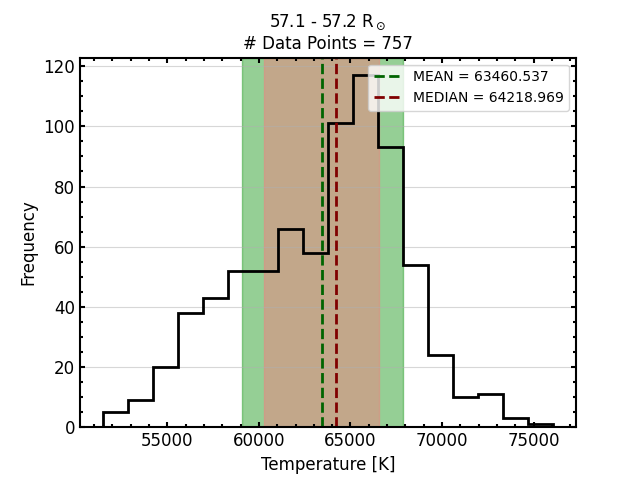 57.1 - 57.2 R⊙
# Data Points = 757
MEAN = 63460.537
MEDIAN = 64218.969
120
100
80
60
40
20
0
Frequency
55000 60000 65000 70000 75000
Temperature [K]